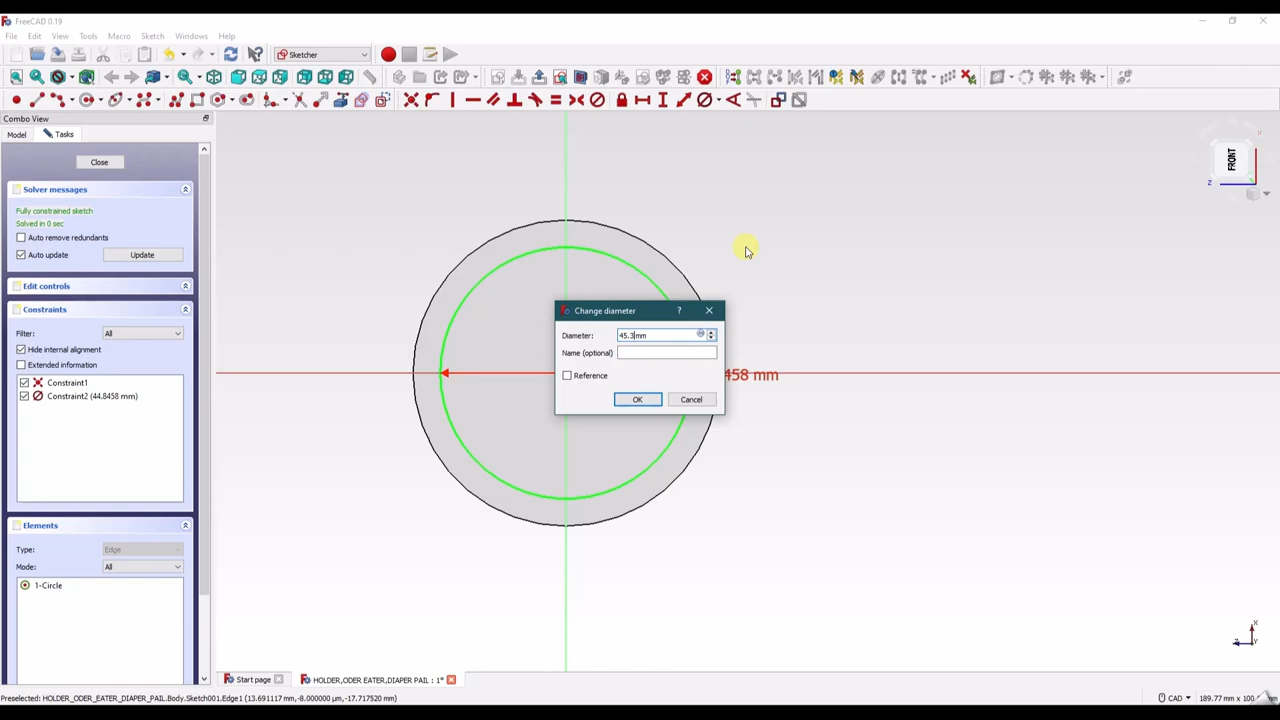 FreeCAD 0.19
File Edit View Tools Macro Sketch Windows Help
Sketcher
Combo View
Model Tasks
Close
Solver messages
Fully constrained sketch
Solved in 0 sec
Auto remove redundants
Auto update Update
Edit controls
Constraints
Filter: All
Hide internal alignment
Extended information
Constraint1
Constraint2 (44.8458 mm)
Elements
Type: Edge
Mode: All
1-Circle
FRONT
Z
X
458 mm
Change diameter
?
Diameter: 45.3mm
Name (optional)
Reference
OK Cancel
X
Z Y
Start page HOLDER,ODER EATER,DIAPER PAIL : 1*
Preselected: HOLDER_ODER_EATER_DIAPER_PAIL.Body.Sketch001.Edge1 (13.691117 mm,-8.000000 µm,-17.717520 mm)
CAD 189.77 mm x 100.